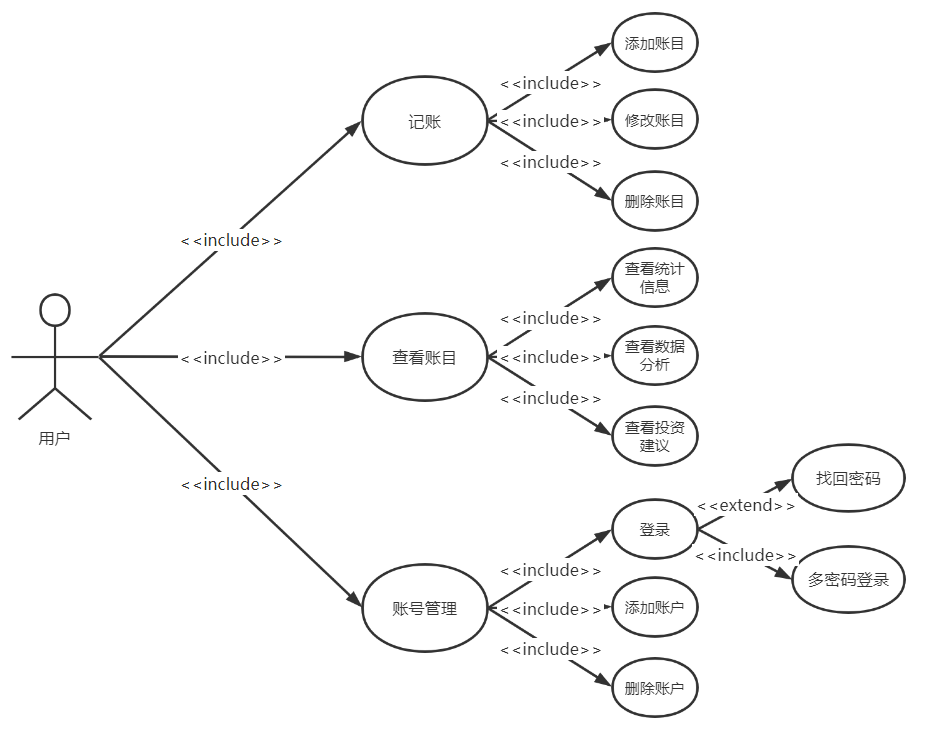 添加账目
<<include>>
记账
<<include>>
修改账目
<<include>>
删除账目
<<include>>
查看统计
信息
<<include>>
用户
<<include>>
查看账目
<<include>>
查看数据
分析
<<include>>
查看投资
建议
<<include>>
找回密码
<<extend>>
登录
<<include>>
多密码登录
<<include>>
账号管理
<<include>>
添加账户
<<include>>
删除账户